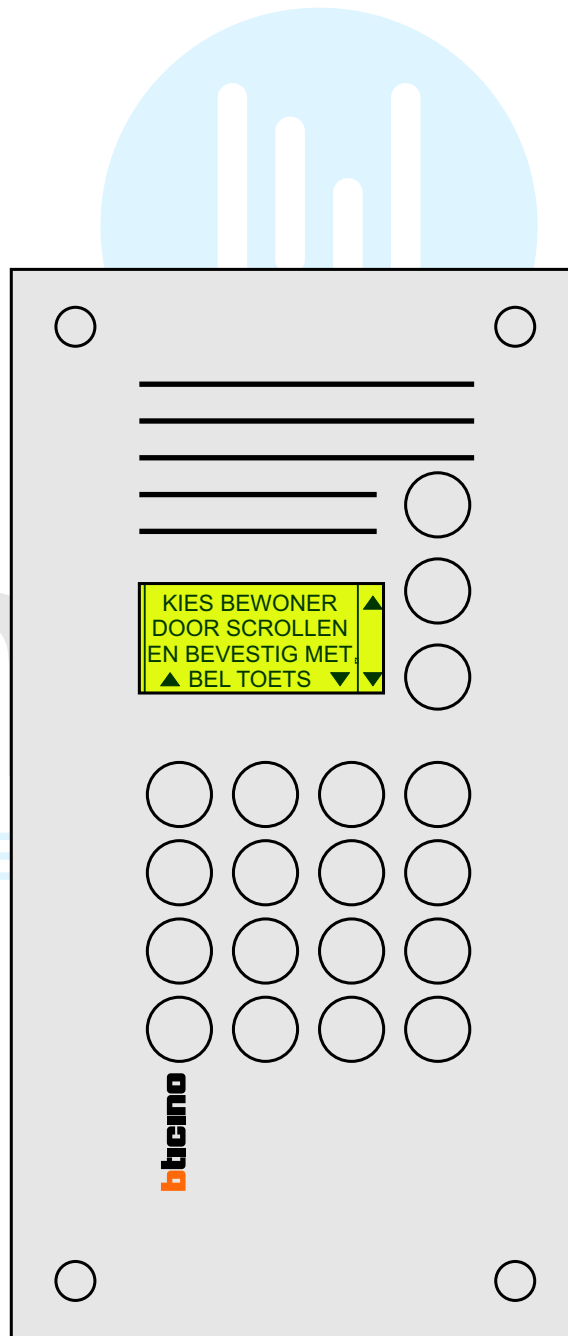 KIES BEWONER
DOOR SCROLLEN
EN BEVESTIG MET
▲ BEL TOETS ▼
bticino